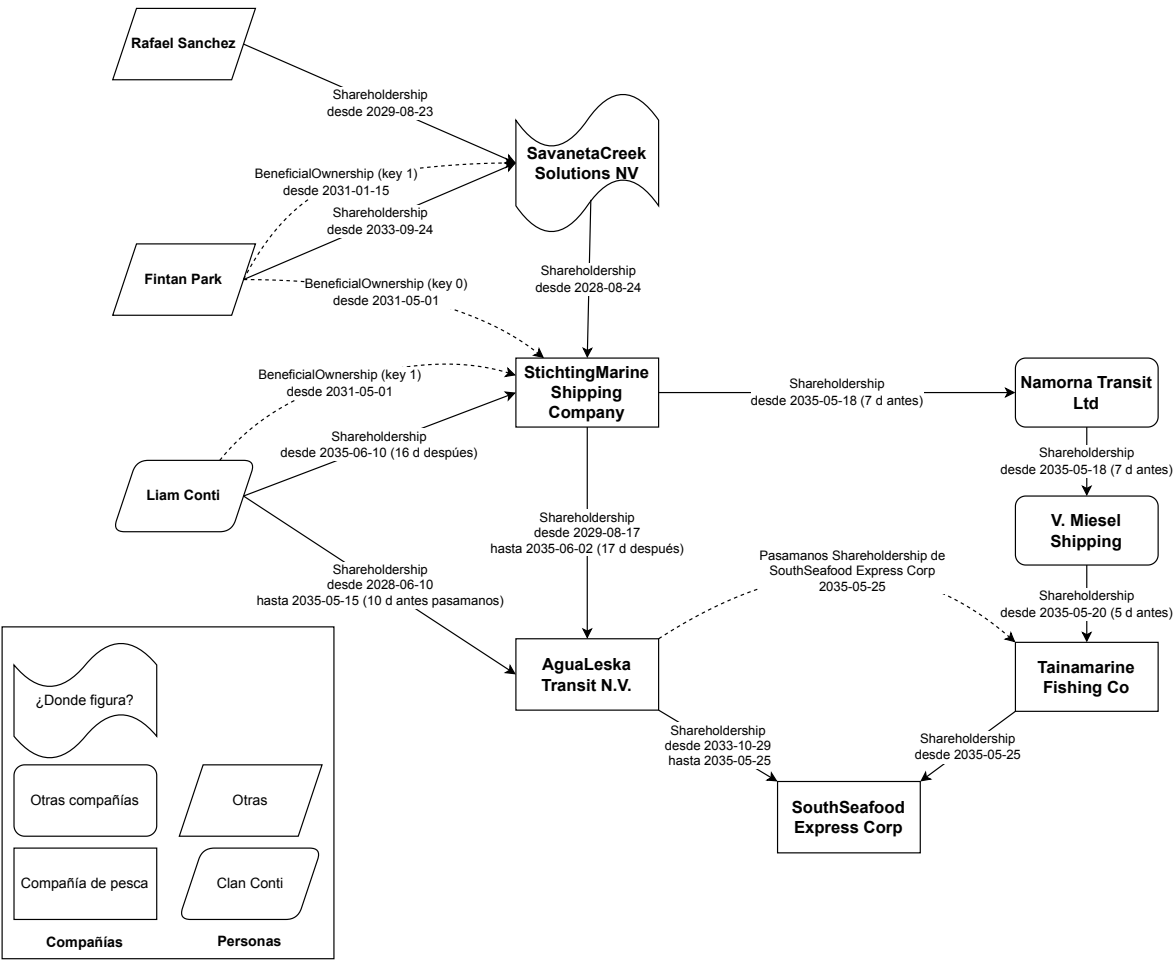 Rafael Sanchez
Shareholdership
desde 2029-08-23
SavanetaCreek
Solutions NV
BeneficialOwnership (key 1)
desde 2031-01-15
Shareholdership
desde 2033-09-24
Fintan Park
BeneficialOwnership (key 0)
desde 2031-05-01
Shareholdership
desde 2028-08-24
BeneficialOwnership (key 1)
desde 2031-05-01
StichtingMarine
Shipping
Company
Shareholdership
desde 2035-05-18 (7 d antes)
Namorna Transit
Ltd
Shareholdership
desde 2035-06-10 (16 d despúes)
Shareholdership
desde 2035-05-18 (7 d antes)
Liam Conti
V. Miesel
Shipping
Shareholdership
desde 2029-08-17
hasta 2035-06-02 (17 d después)
Pasamanos Shareholdership de
SouthSeafood Express Corp
2035-05-25
Shareholdership
desde 2028-06-10
hasta 2035-05-15 (10 d antes pasamanos)
Shareholdership
desde 2035-05-20 (5 d antes)
AguaLeska
Transit N.V.
Tainamarine
Fishing Co
Shareholdership
desde 2033-10-29
hasta 2035-05-25
Shareholdership
desde 2035-05-25
SouthSeafood
Express Corp
¿Donde figura?
Otras compañías
Otras
Compañía de pesca
Clan Conti
Compañías
Personas